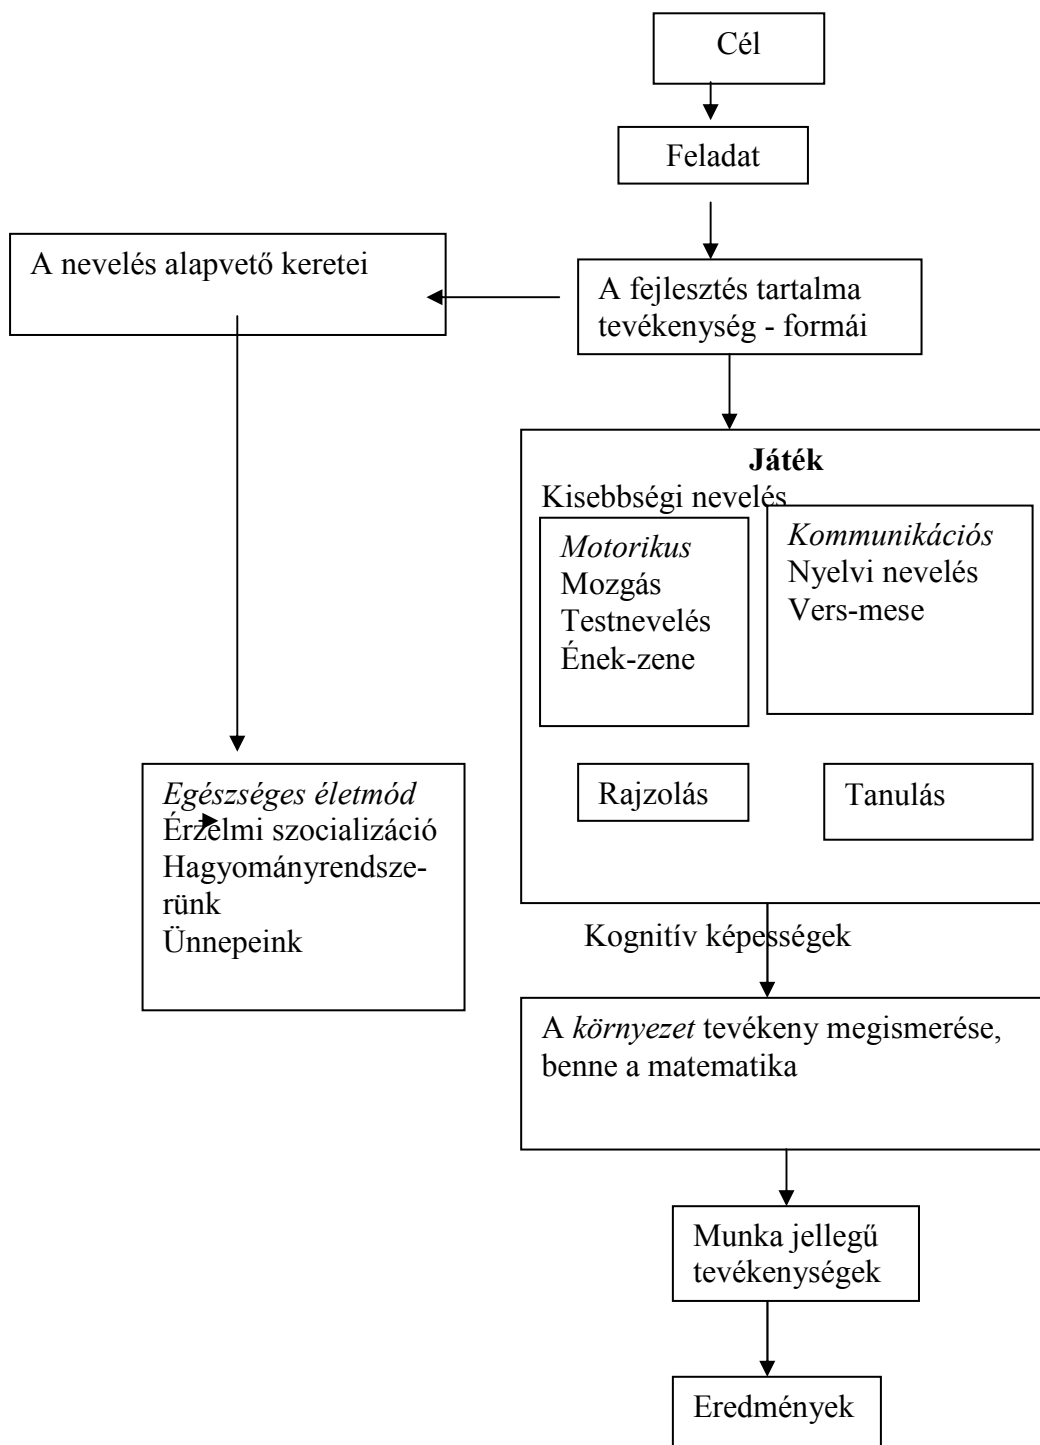 Cél
Feladat
A nevelés alapvető keretei
A fejlesztés tartalma
tevékenység - formái
Játék
Kisebbségi nevelés
Motorikus
Mozgás
Testnevelés
Ének-zene
Kommunikációs
Nyelvi nevelés
Vers-mese
Rajzolás
Tanulás
Egészséges életmód
Érzelmi szocializáció
Hagyományrendsze-
rünk
Ünnepeink
Kognitív képességek
A környezet tevékeny megismerése,
benne a matematika
Munka jellegű
tevékenységek
Eredmények